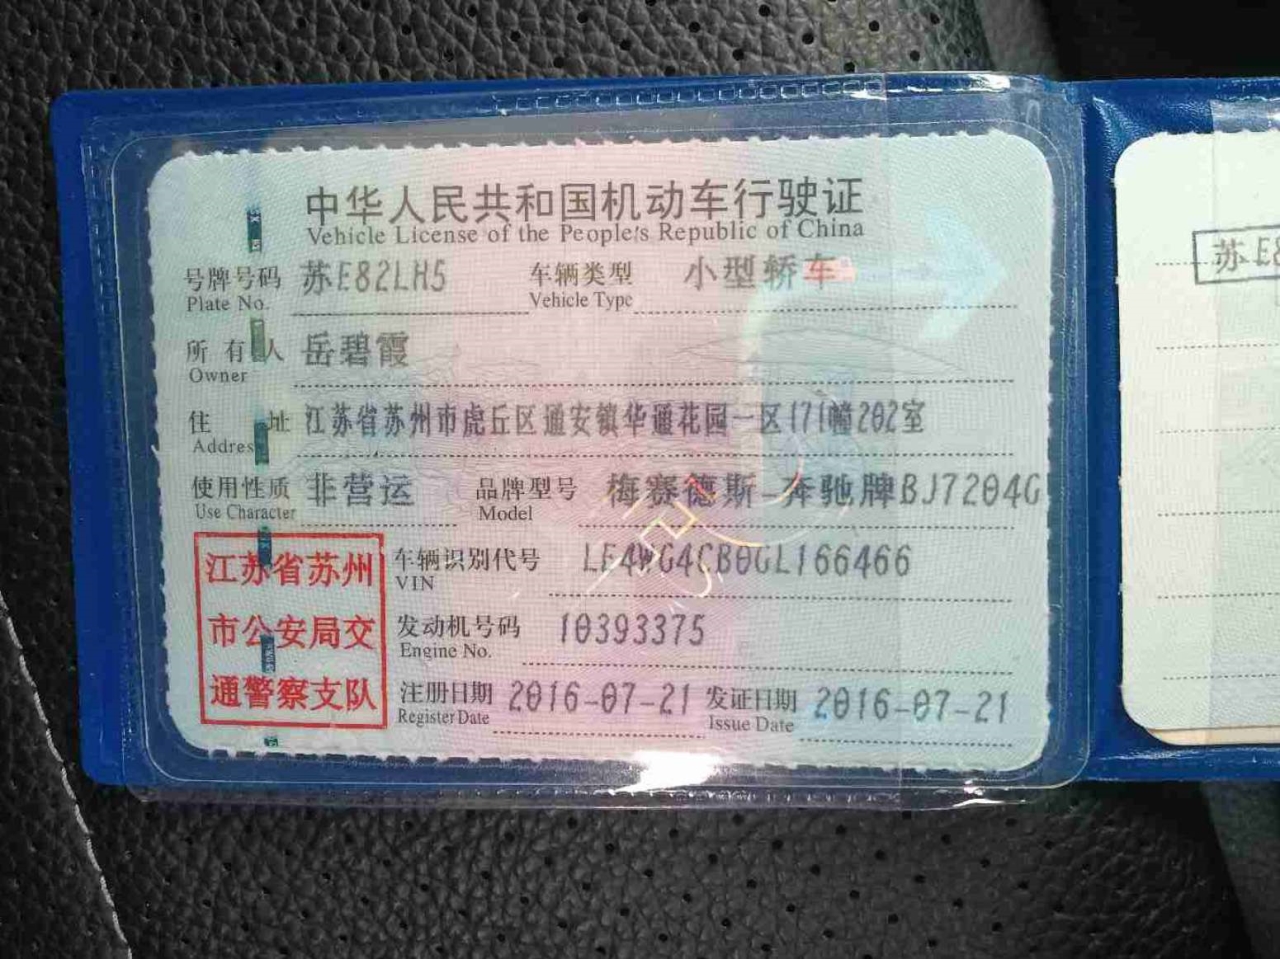 中华人民共和国机动车行驶证
Vehicle License of the People's Republic of China
号牌号码 苏E82LH5 车辆类型 小型轿车
Plate No. Vehicle Type
所有人 岳碧霞
Owner
住址 江苏省苏州市虎丘区通安镇华通花园一区171幢202室
Address
使用性质 非营运 品牌型号 梅赛德斯-奔驰牌BJ7204G
Use Character Model
江苏省苏州
市公安局交
通警察支队
车辆识别代号 LE4WG4CB0GL166466
VIN
发动机号码 10393375
Engine No.
注册日期 2016-07-21 发证日期 2016-07-21
Register Date Issue Date
苏E8